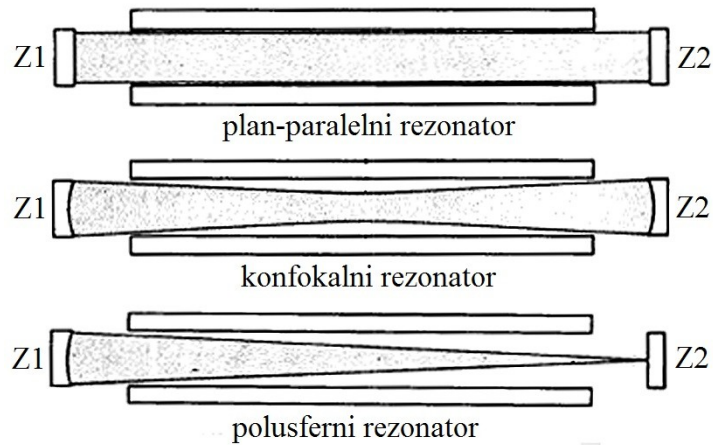 Z1 Z2
plan-paralelni rezonator
Z1 Z2
konfokalni rezonator
Z1 Z2
polusferni rezonator